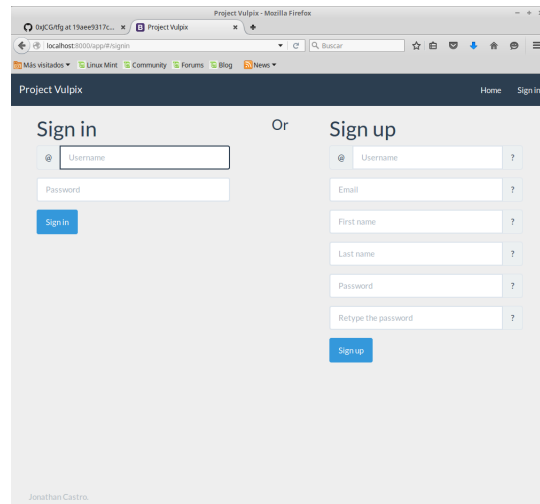 Project Vulpix - Mozilla Firefox
0xJCG/tfg at 19aee9317c... × Project Vulpix ×
localhost:8000/app/#/signin Buscar
Más visitados Linux Mint Community Forums Blog News
Project Vulpix Home Sign in
Sign in Or Sign up
@ Username @ Username ?
Password Email ?
Sign in First name ?
Last name ?
Password ?
Retype the password ?
Sign up
Jonathan Castro